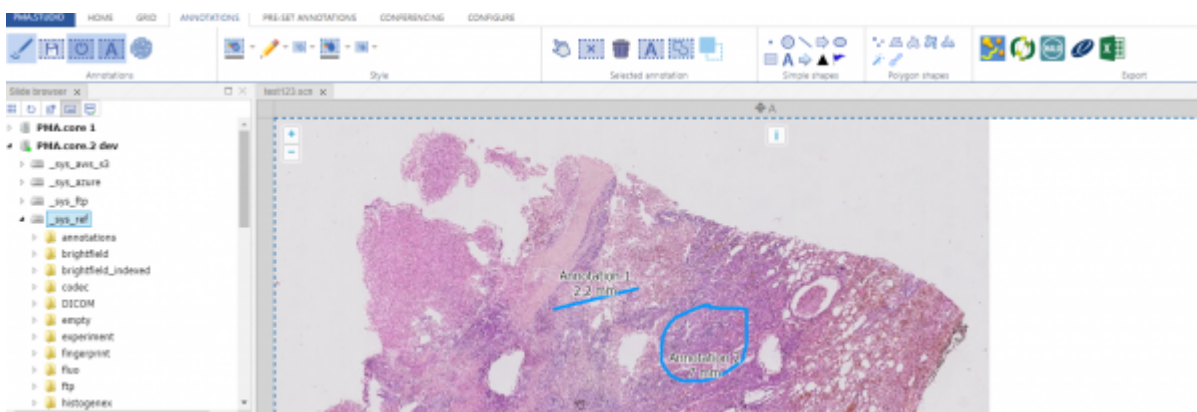 PMA.STUDIO HOME GRID ANNOTATIONS PRE-SET ANNOTATIONS CONFERENCING CONFIGURE
Annotations Style Selected annotation Simple shapes Polygon shapes Export
Slide browser x test123.scn x
A
PMA.core 1
PMA.core.2 dev
_sys_aws_s3
_sys_azure
_sys_ftp
_sys_ref
annotations
brightfield
brightfield_indexed
codec
DICOM
empty
experiment
fingerprint
fluo
ftp
histogenex
Annotation 1
2.2 mm
Annotation
7 mm